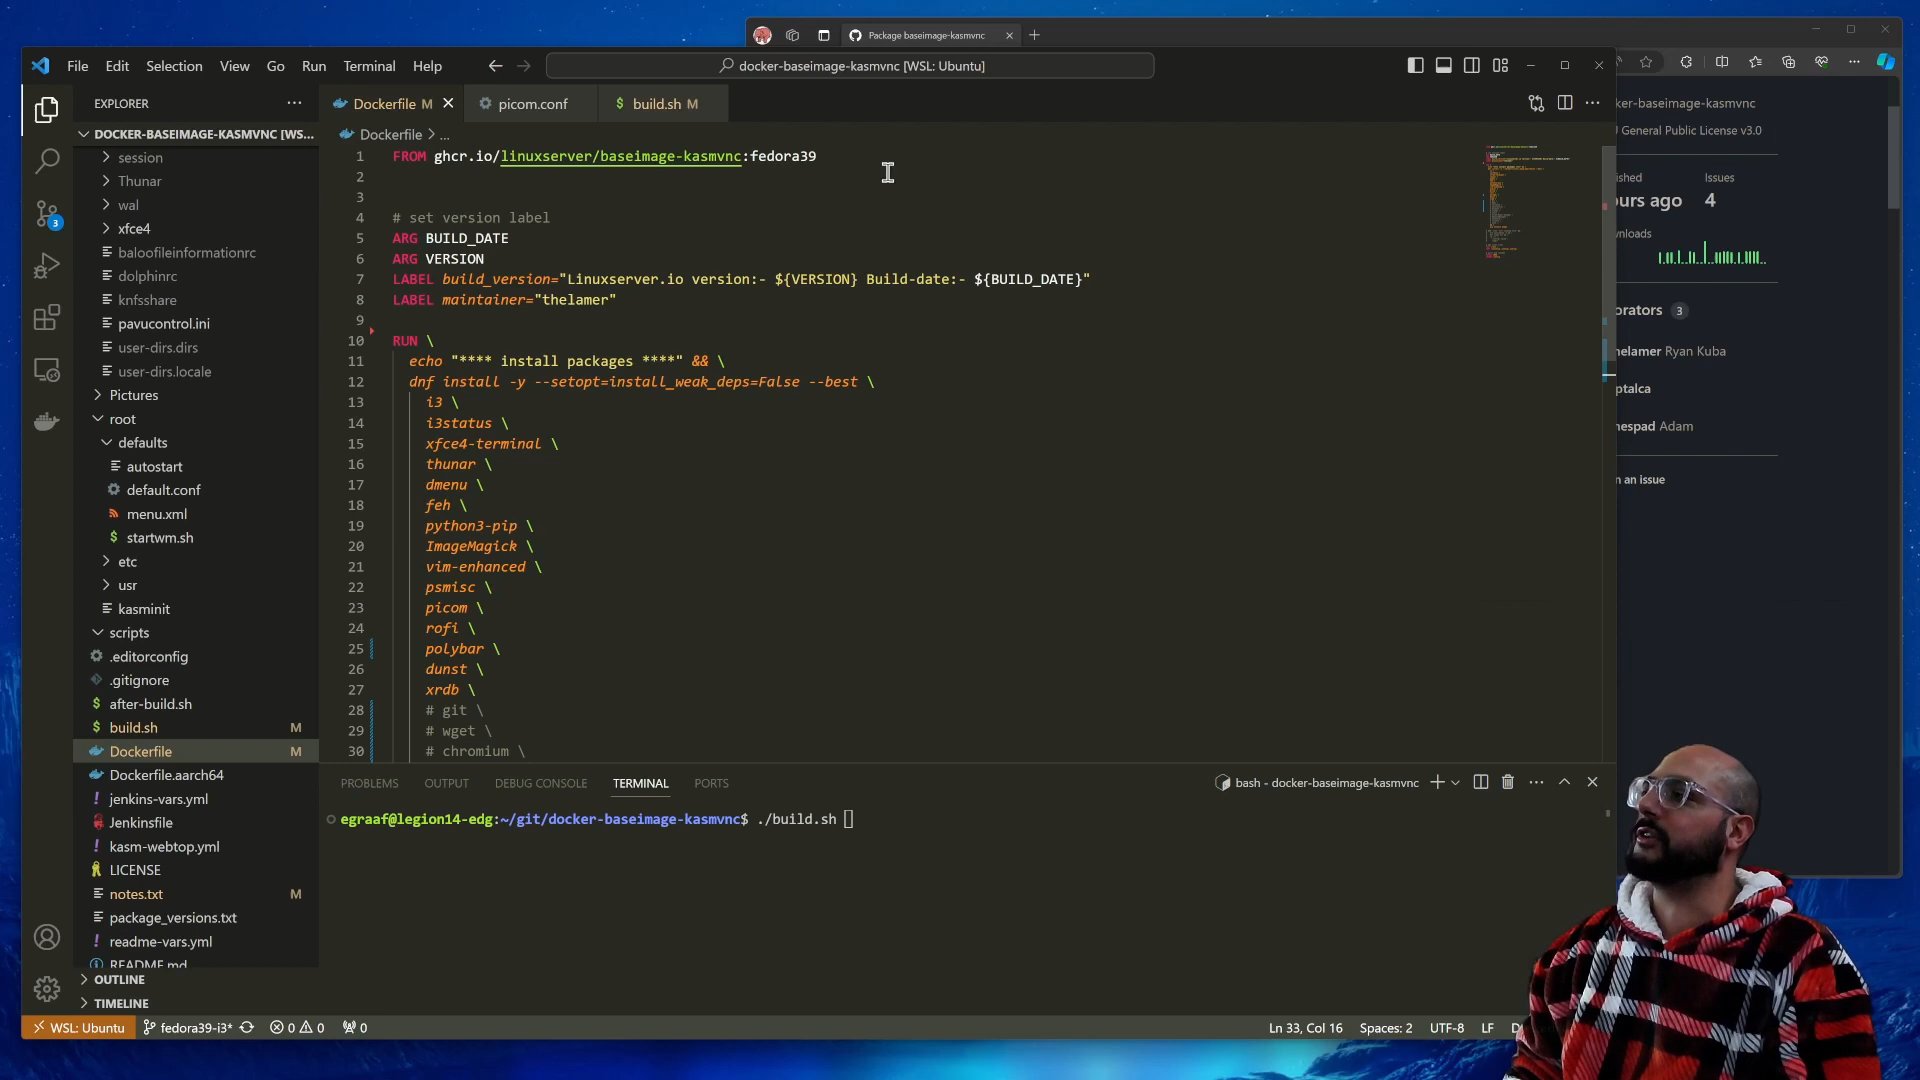 Package baseimage-kasmvnc
File Edit Selection View Go Run Terminal Help
docker-baseimage-kasmvnc [WSL: Ubuntu]
EXPLORER
DOCKER-BASEIMAGE-KASMVNC [WS...
session
Thunar
wal
xfce4
baloofileinformationrc
dolphinrc
knfsshare
pavucontrol.ini
user-dirs.dirs
user-dirs.locale
Pictures
root
defaults
autostart
default.conf
menu.xml
$ startwm.sh
etc
usr
kasminit
scripts
.editorconfig
.gitignore
$ after-build.sh
$ build.sh M
Dockerfile M
Dockerfile.aarch64
! jenkins-vars.yml
Jenkinsfile
! kasm-webtop.yml
LICENSE
notes.txt M
package_versions.txt
! readme-vars.yml
README.md
OUTLINE
TIMELINE
3
Dockerfile M
picom.conf
$ build.sh M
Dockerfile > ...
1 FROM ghcr.io/linuxserver/baseimage-kasmvnc:fedora39
2
3
4 # set version label
5 ARG BUILD_DATE
6 ARG VERSION
7 LABEL build_version="Linuxserver.io version:- ${VERSION} Build-date:- ${BUILD_DATE}"
8 LABEL maintainer="thelamer"
9
10 RUN \
11 echo "**** install packages ****" && \
12 dnf install -y --setopt=install_weak_deps=False --best \
13 i3 \
14 i3status \
15 xfce4-terminal \
16 thunar \
17 dmenu \
18 feh \
19 python3-pip \
20 ImageMagick \
21 vim-enhanced \
22 psmisc \
23 picom \
24 rofi \
25 polybar \
26 dunst \
27 xrdb \
28 # git \
29 # wget \
30 # chromium \
PROBLEMS OUTPUT DEBUG CONSOLE TERMINAL PORTS
bash - docker-baseimage-kasmvnc
egraaf@legion14-edg:~/git/docker-baseimage-kasmvnc$ ./build.sh
WSL: Ubuntu fedora39-i3* 0 0 0
Ln 33, Col 16 Spaces: 2 UTF-8 LF
ker-baseimage-kasmvnc
General Public License v3.0
ished Issues
ours ago 4
nloads
orators 3
helamer Ryan Kuba
ptalca
nespad Adam
n an issue